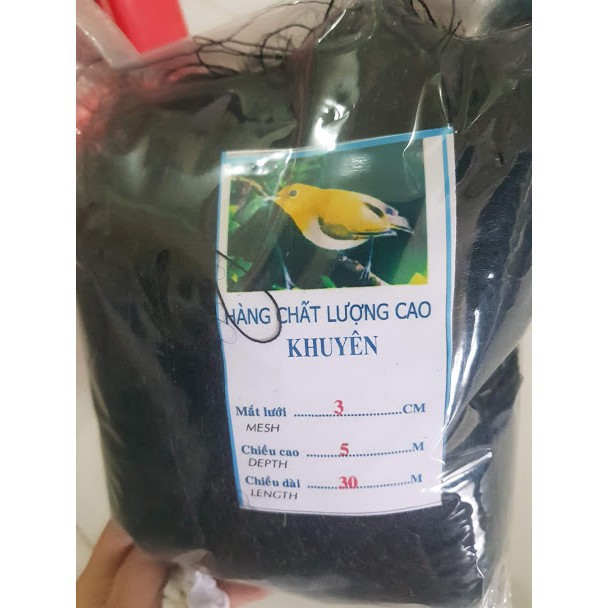 HÀNG CHẤT LƯỢNG CAO
KHUYÊN
Mắt lưới ..........3................CM
MESH
Chiều cao ..........5................M
DEPTH
Chiều dài ........30..............M
LENGTH